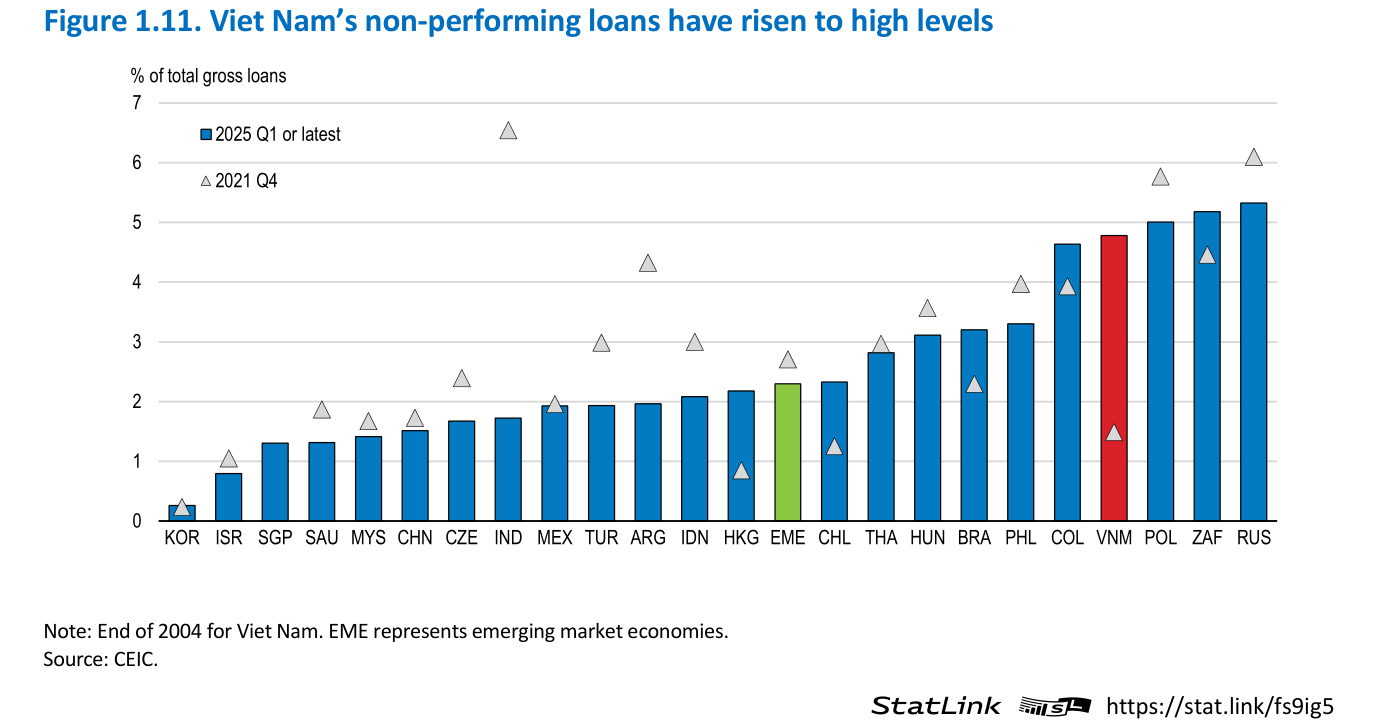 Figure 1.11. Viet Nam’s non-performing loans have risen to high levels
% of total gross loans
7
2025 Q1 or latest
6
2021 Q4
5
4
3
2
1
0
KOR ISR SGP SAU MYS CHN CZE IND MEX TUR ARG IDN HKG EME CHL THA HUN BRA PHL COL VNM POL ZAF RUS
Note: End of 2004 for Viet Nam. EME represents emerging market economies.
Source: CEIC.
StatLink https://stat.link/fs9ig5